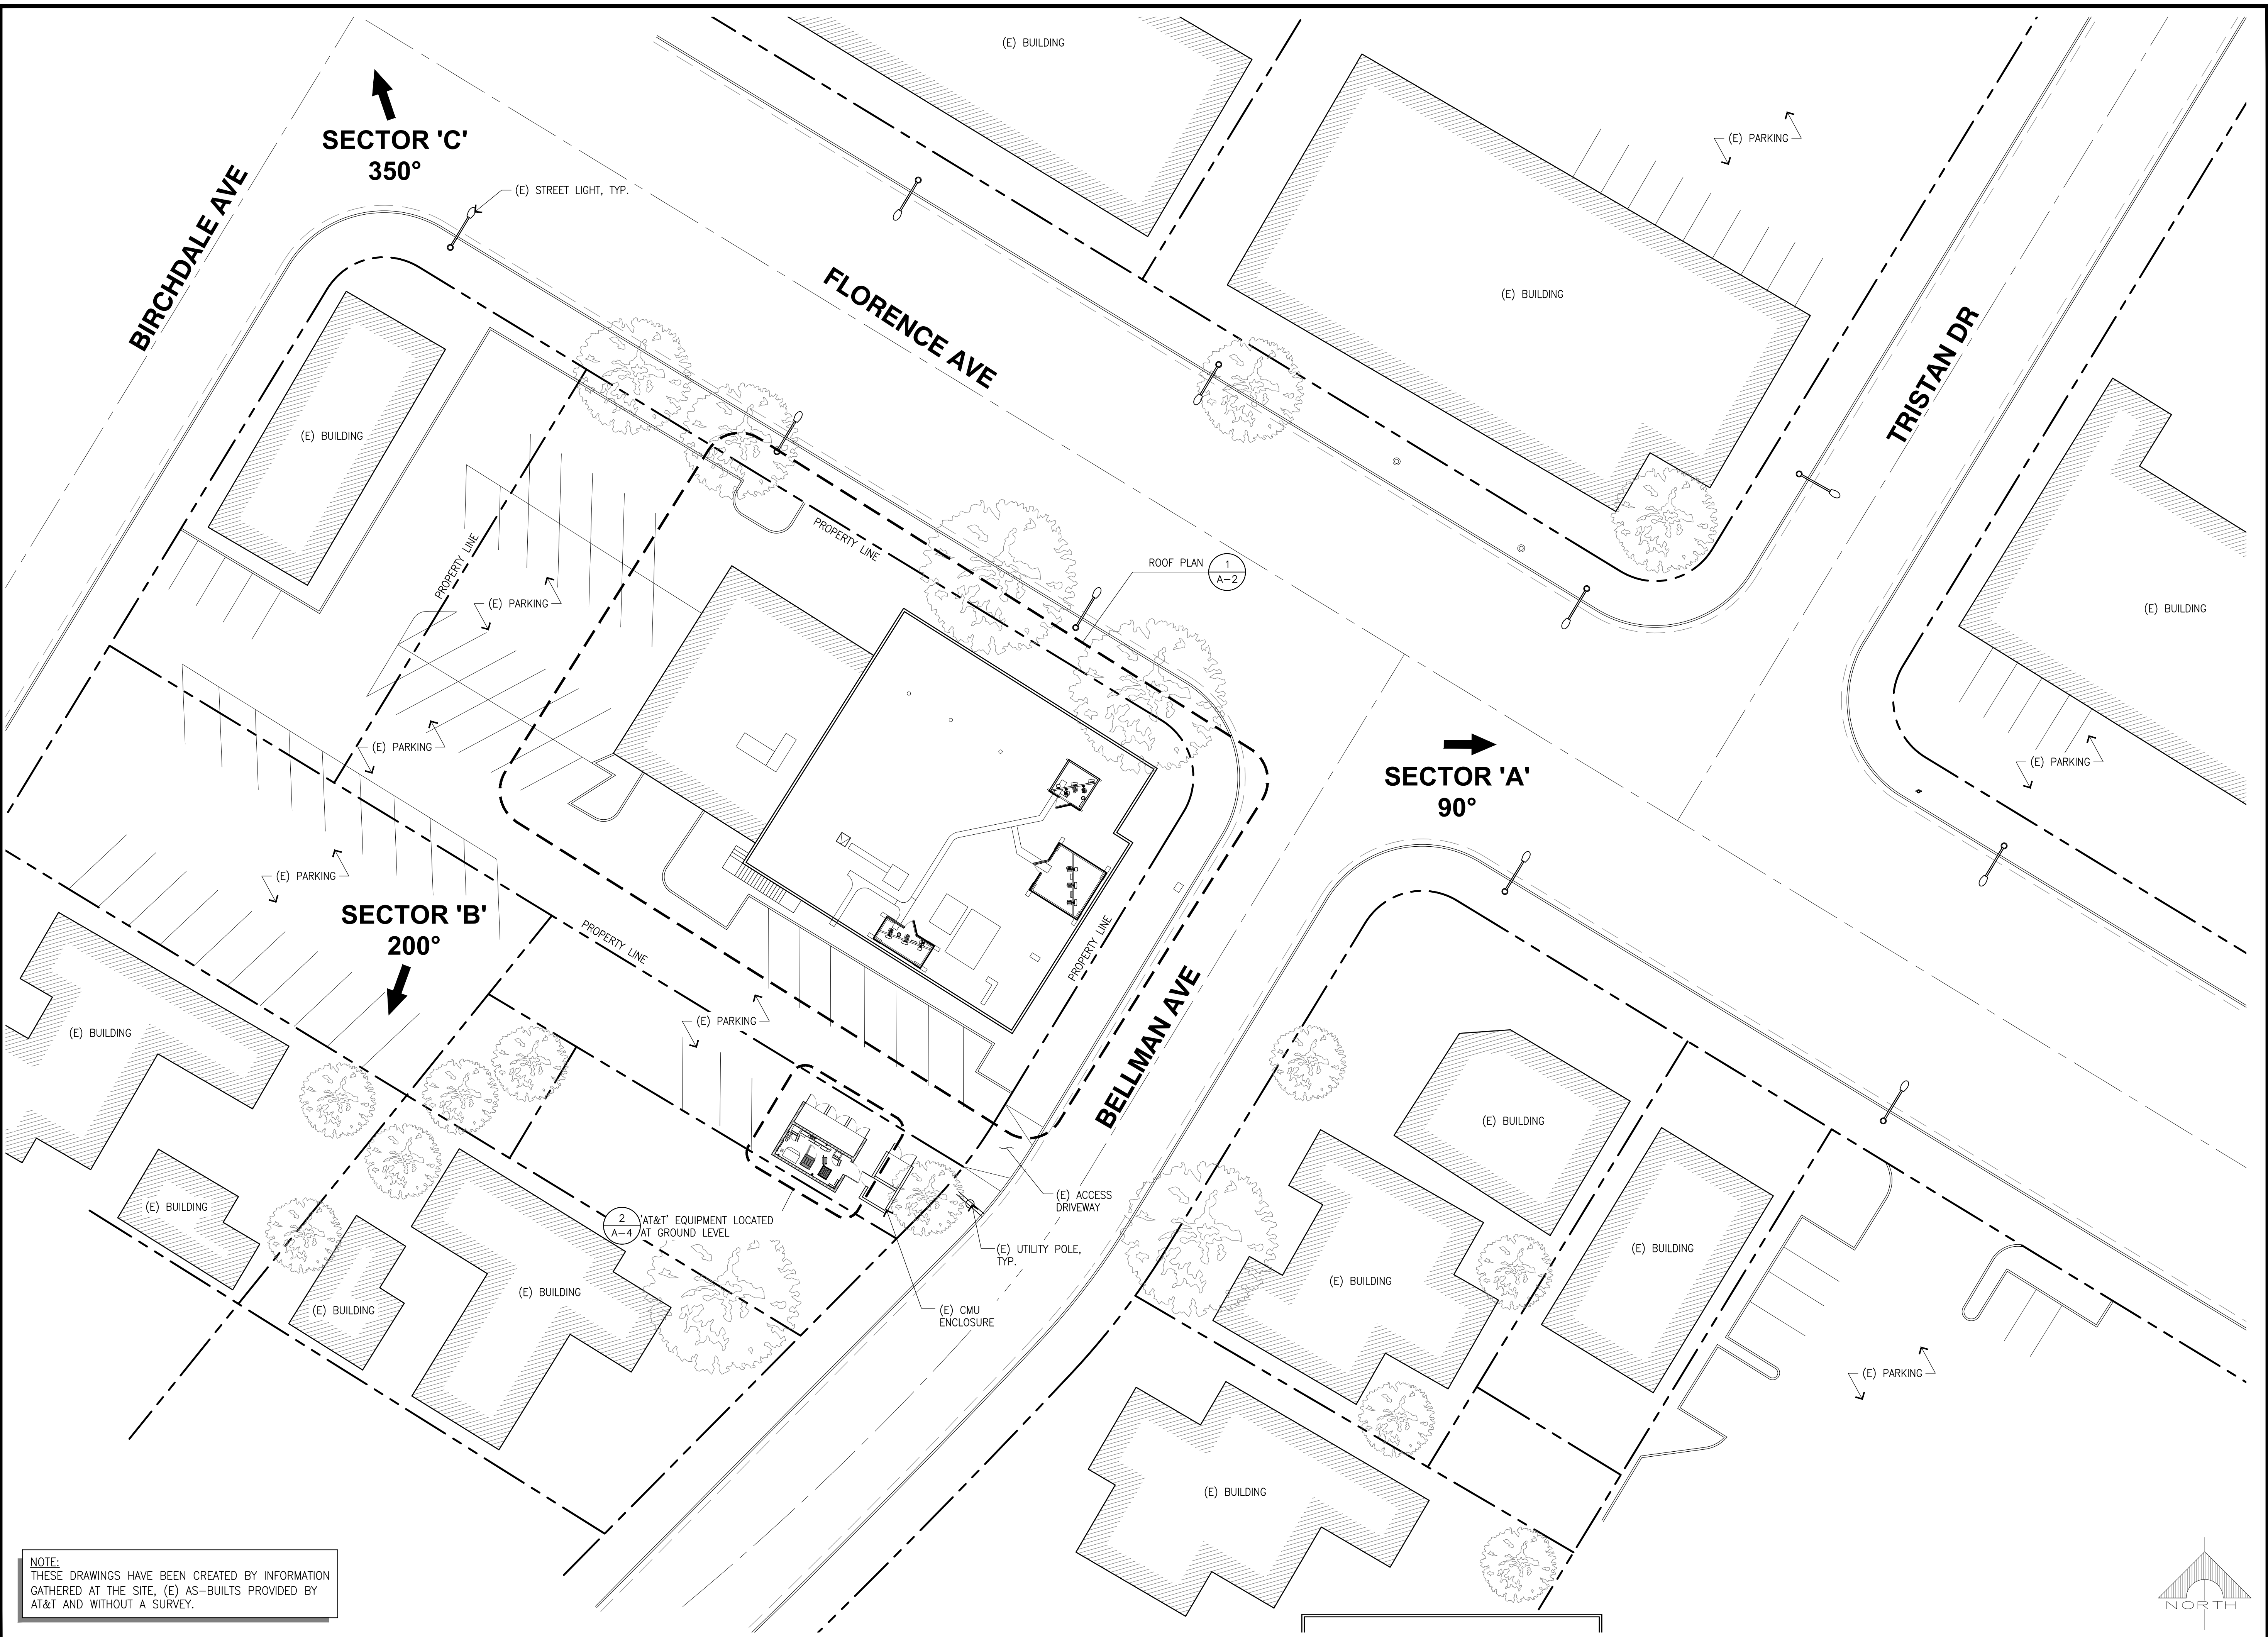 (E) BUILDING
SECTOR 'C'
350°
(E) PARKING
BIRCHDALE AVE
(E) STREET LIGHT, TYP.
FLORENCE AVE
(E) BUILDING
TRISTAN DR
(E) BUILDING
PROPERTY LINE
PROPERTY LINE
ROOF PLAN
1
A-2
(E) PARKING
(E) BUILDING
(E) PARKING
SECTOR 'A'
90°
(E) PARKING
(E) PARKING
SECTOR 'B'
200°
PROPERTY LINE
PROPERTY LINE
(E) BUILDING
(E) PARKING
BELLMAN AVE
(E) BUILDING
(E) ACCESS
DRIVEWAY
(E) BUILDING
2
A-4
'AT&T' EQUIPMENT LOCATED
AT GROUND LEVEL
(E) UTILITY POLE,
TYP.
(E) BUILDING
(E) BUILDING
(E) BUILDING
(E) BUILDING
(E) CMU
ENCLOSURE
(E) PARKING
(E) BUILDING
NOTE:
THESE DRAWINGS HAVE BEEN CREATED BY INFORMATION
GATHERED AT THE SITE, (E) AS-BUILTS PROVIDED BY
AT&T AND WITHOUT A SURVEY.
NORTH